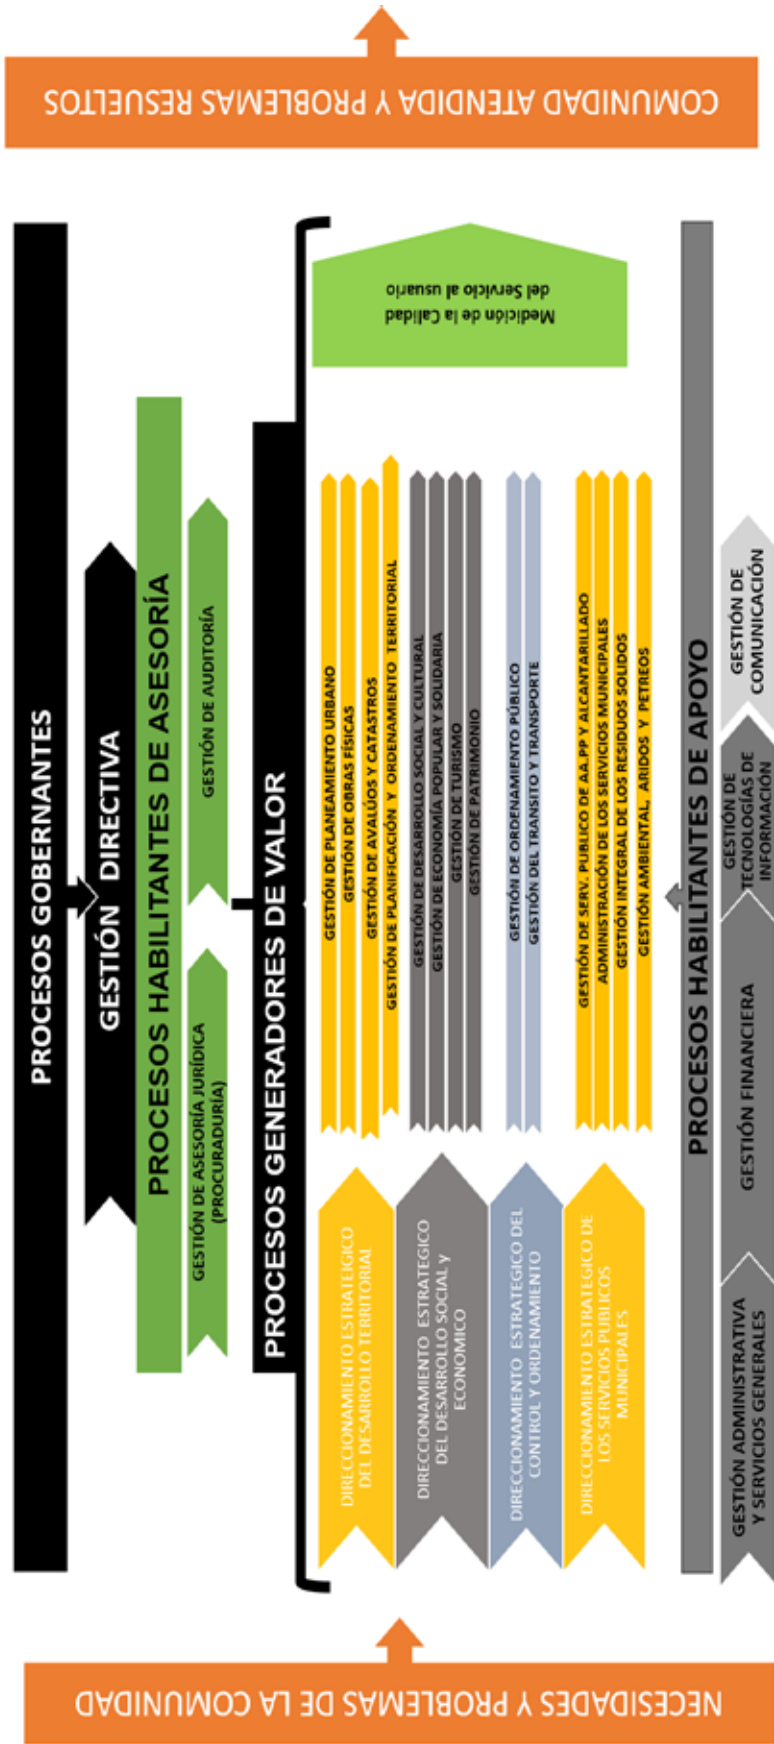 NECESIDADES Y PROBLEMAS DE LA COMUNIDAD
PROCESOS GOBERNANTES
GESTIÓN DIRECTIVA
PROCESOS HABILITANTES DE ASESORÍA
GESTIÓN DE ASESORÍA JURÍDICA
(PROCURADURÍA)
GESTIÓN DE AUDITORÍA
PROCESOS GENERADORES DE VALOR
DIRECCIONAMIENTO ESTRATEIGICO
DEL DESARROLLO TERRITORIAL
GESTIÓN DE PLANEAMIENTO URBANO
GESTIÓN DE OBRAS FÍSICAS
GESTIÓN DE AVALÚOS Y CATASTROS
GESTIÓN DE PLANIFICACIÓN Y ORDENAMIENTO TERRITORIAL
DIRECCIONAMIENTO ESTRATEGICO
DEL DESARROLLO SOCIAL y
ECONOMICO
GESTIÓN DE DESARROLLO SOCIAL Y CULTURAL
GESTIÓN DE ECONOMÍA POPULAR Y SOLIDARIA
GESTIÓN DE TURISMO
GESTIÓN DE PATRIMONIO
DIRECCIONAMIENTO ESTRATEGICO DEL
CONTROL Y ORDENAMIENTO
GESTIÓN DE ORDENAMIENTO PÚBLICO
GESTIÓN DEL TRANSITO Y TRANSPORTE
DIRECCIONAMIENTO ESTRATEGICO DE
LOS SERVICIOS PUBLICOS
MUNICIPALES
GESTIÓN DE SERV. PUBLICO DE AA.PP Y ALCANTARILLADO
ADMINISTRACIÓN DE LOS SERVICIOS MUNICIPALES
GESTIÓN INTEGRAL DE LOS RESIDUOS SOLIDOS
GESTIÓN AMBIENTAL, ARIDOS Y PETREOS
Medición de la Calidad
del Servicio al usuario
PROCESOS HABILITANTES DE APOYO
GESTIÓN ADMINISTRATIVA
Y SERVICIOS GENERALES
GESTIÓN FINANCIERA
GESTIÓN DE
TECNOLOGÍAS DE
INFORMACIÓN
GESTIÓN DE
COMUNICACIÓN
COMUNIDAD ATENDIDA Y PROBLEMAS RESUELTOS